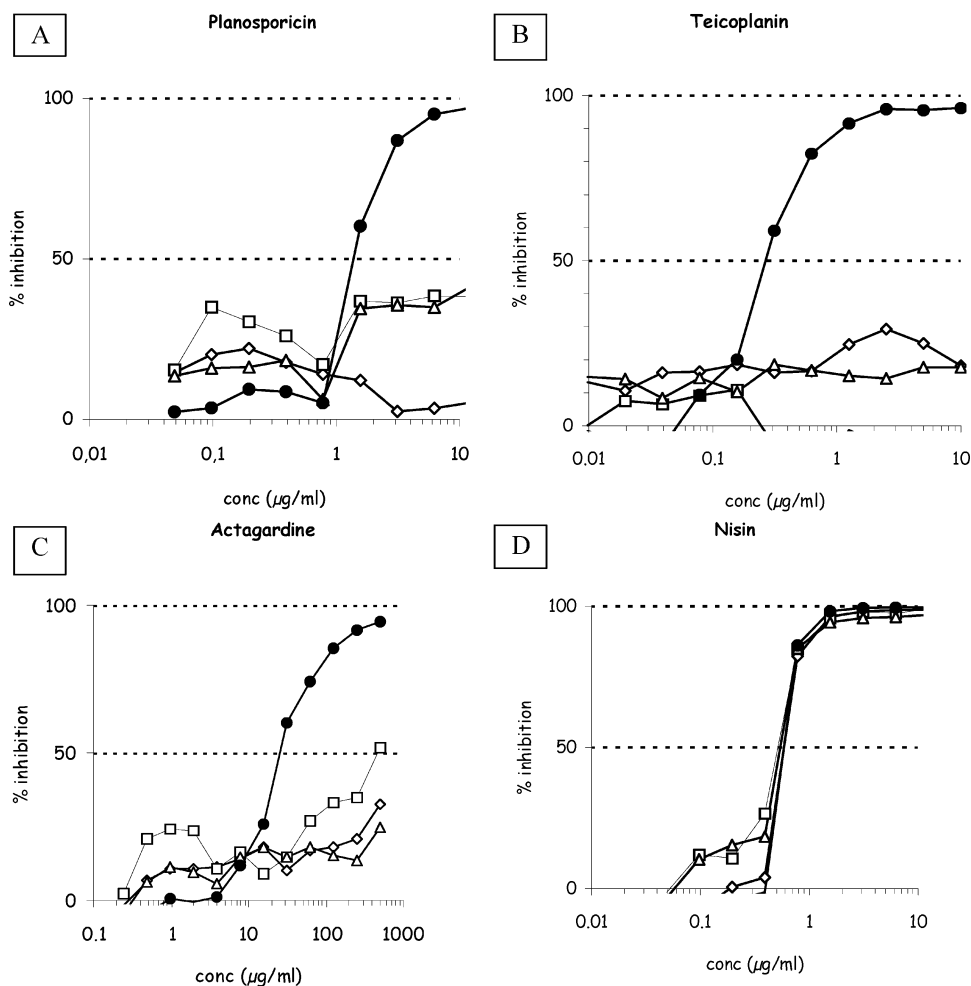 A
Planosporicin
100
50
0
% inhibition
0,01
0,1
1
10
conc (µg/ml)
B
Teicoplanin
100
50
0
% inhibition
0.01
0.1
1
10
conc (µg/ml)
C
Actagardine
100
50
0
% inhibition
0.1
1
10
100
1000
conc (µg/ml)
D
Nisin
100
50
0
% inhibition
0.01
0.1
1
10
conc (µg/ml)